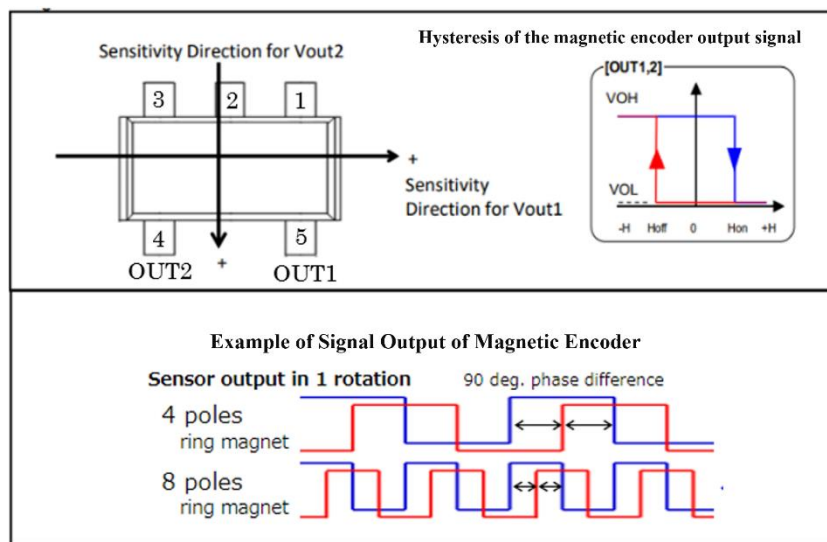 Sensitivity Direction for Vout2
3 2 1
+
Sensitivity
Direction for Vout1
4 5
OUT2 + OUT1
Hysteresis of the magnetic encoder output signal
[OUT1,2]
VOH
VOL
-H Hoff 0 Hon +H
Example of Signal Output of Magnetic Encoder
Sensor output in 1 rotation 90 deg. phase difference
4 poles
ring magnet
8 poles
ring magnet